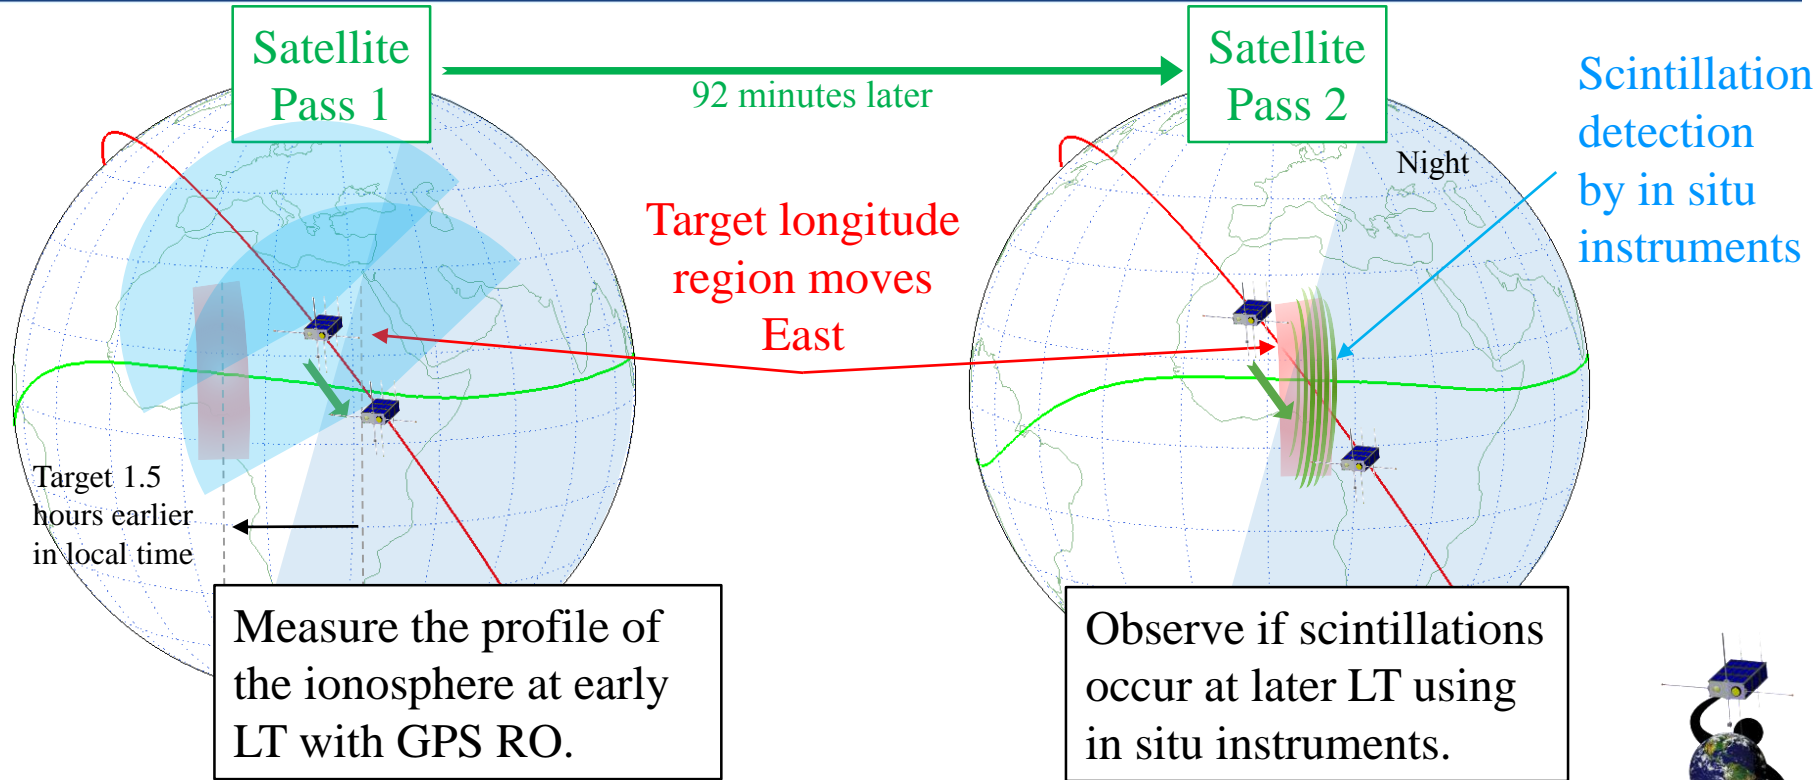 Satellite
Pass 1
92 minutes later
Satellite
Pass 2
Scintillation
detection
by in situ
instruments
Night
Target longitude
region moves
East
Target 1.5
hours earlier
in local time
Measure the profile of
the ionosphere at early
LT with GPS RO.
Observe if scintillations
occur at later LT using
in situ instruments.